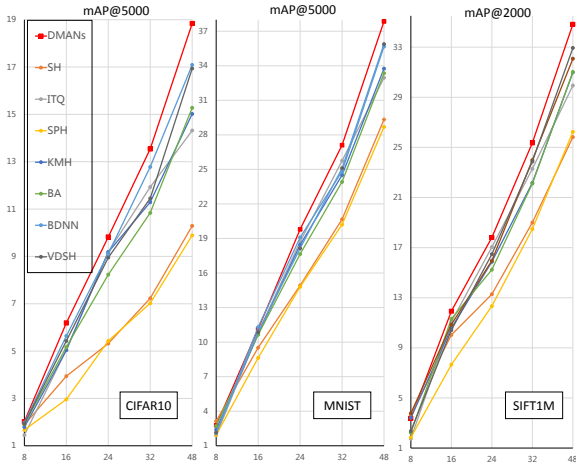 mAP@5000
19
17
15
13
11
9
7
5
3
1
8 16 24 32 40 48
DMANs
SH
ITQ
SPH
KMH
BA
BDNN
VDSH
CIFAR10
mAP@5000
37
34
31
28
25
22
19
16
13
10
7
4
1
8 16 24 32 48
MNIST
mAP@2000
33
29
25
21
17
13
9
5
1
8 16 24 32 48
SIFT1M